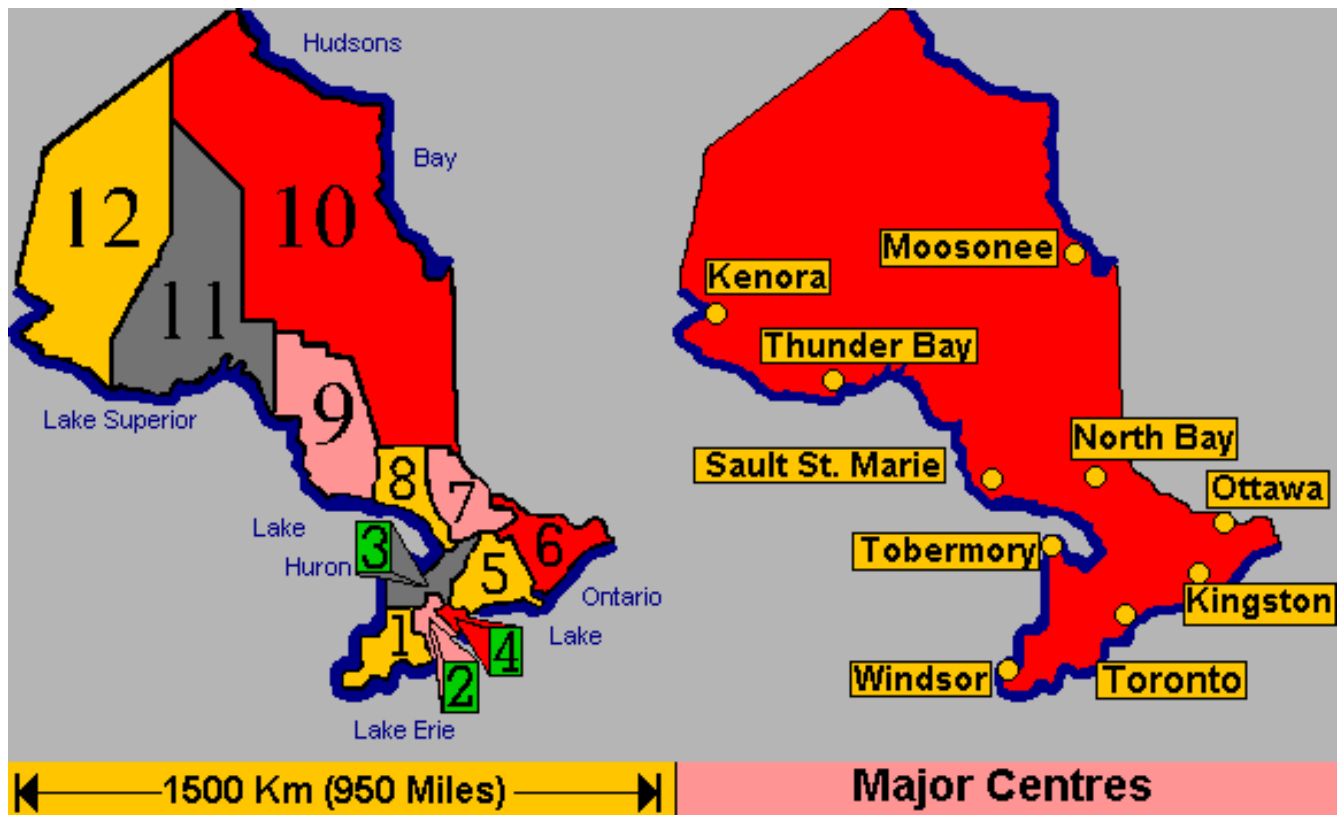 Hudsons
Bay
12
10
11
Lake Superior
9
8
7
Lake
Huron
3
6
5
Ontario
Lake
1
4
2
Lake Erie
1500 Km (950 Miles)
Moosonee
Kenora
Thunder Bay
North Bay
Sault St. Marie
Ottawa
Tobermory
Kingston
Windsor
Toronto
Major Centres